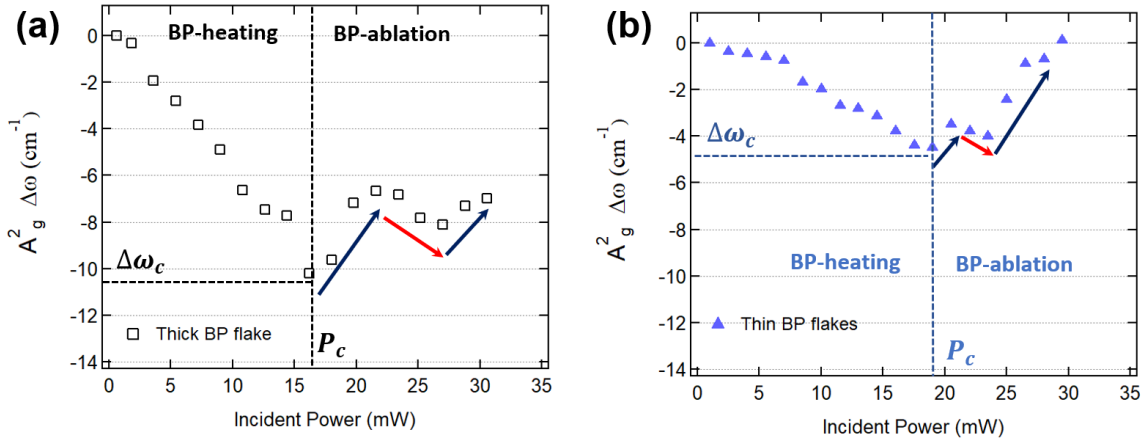 (a)
BP-heating
BP-ablation
0
-2
-4
-6
-8
-10
-12
-14
A²g Δω (cm⁻¹)
Δωc
Thick BP flake
Pc
0
5
10
15
20
25
30
35
Incident Power (mW)
(b)
0
-2
-4
-6
-8
-10
-12
-14
A²g Δω (cm⁻¹)
Δωc
BP-heating
BP-ablation
Thin BP flakes
Pc
0
5
10
15
20
25
30
35
Incident Power (mW)